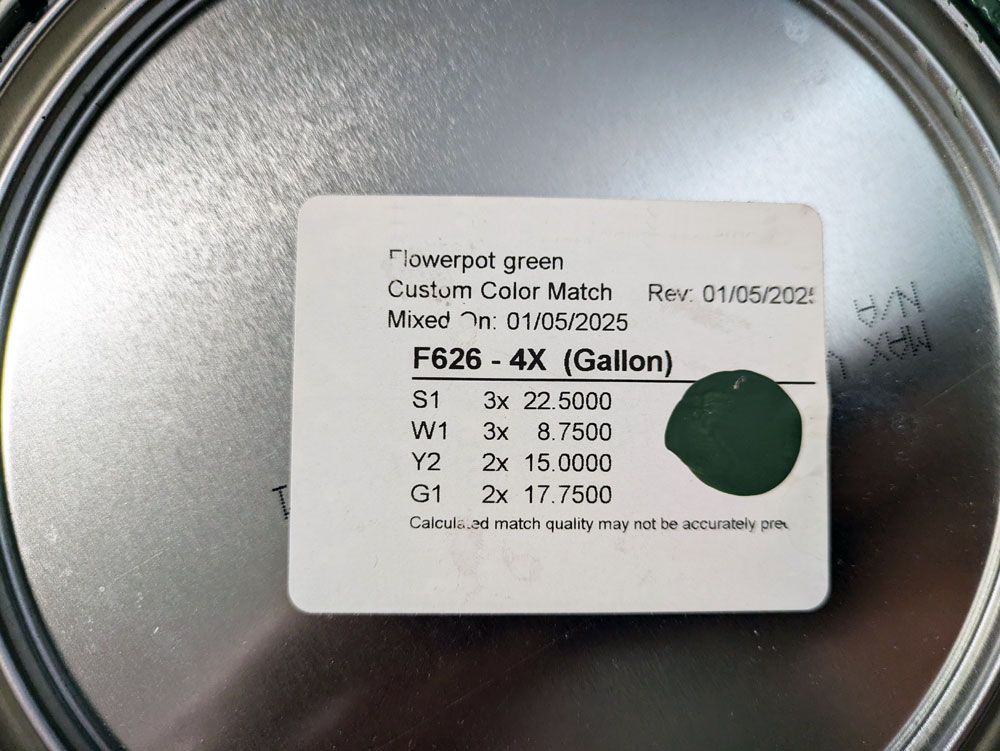 Flowerpot green
Custom Color Match Rev: 01/05/2025
Mixed On: 01/05/2025
F626 - 4X (Gallon)
S1 3x 22.5000
W1 3x 8.7500
Y2 2x 15.0000
G1 2x 17.7500
Calculated match quality may not be accurately
MAX
N/A